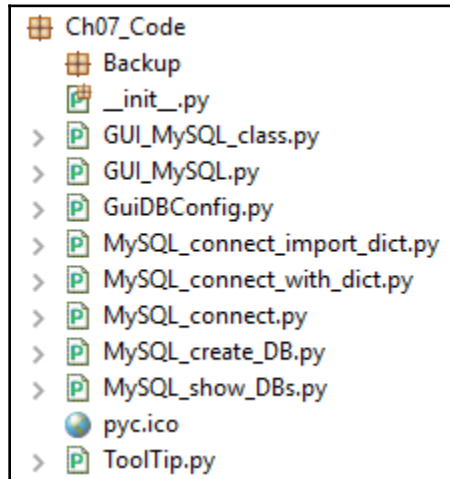 Ch07_Code
Backup
__init__.py
GUI_MySQL_class.py
GUI_MySQL.py
GuiDBConfig.py
MySQL_connect_import_dict.py
MySQL_connect_with_dict.py
MySQL_connect.py
MySQL_create_DB.py
MySQL_show_DBs.py
pyc.ico
ToolTip.py